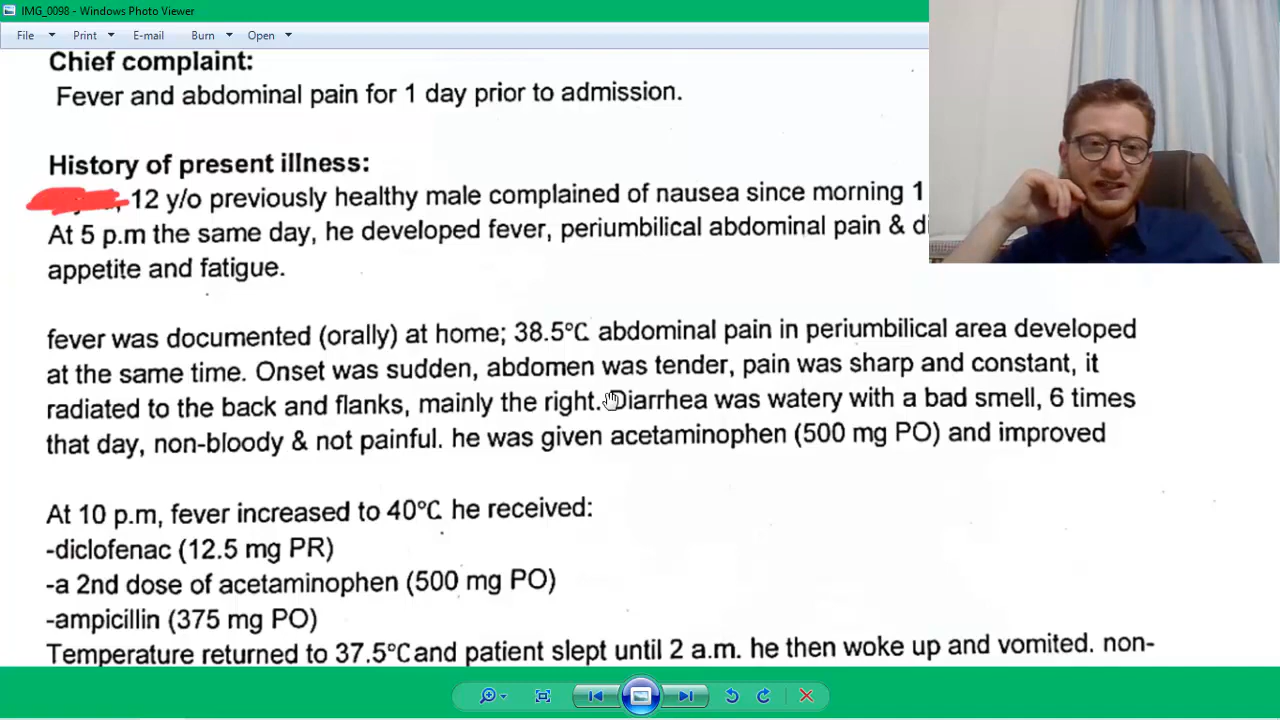 IMG_0098 - Windows Photo Viewer
File Print E-mail Burn Open
Chief complaint:
Fever and abdominal pain for 1 day prior to admission.
History of present illness:
12 y/o previously healthy male complained of nausea since morning 1
At 5 p.m the same day, he developed fever, periumbilical abdominal pain & di
appetite and fatigue.
fever was documented (orally) at home; 38.5°C abdominal pain in periumbilical area developed
at the same time. Onset was sudden, abdomen was tender, pain was sharp and constant, it
radiated to the back and flanks, mainly the right. Diarrhea was watery with a bad smell, 6 times
that day, non-bloody & not painful. he was given acetaminophen (500 mg PO) and improved
At 10 p.m, fever increased to 40°C he received:
-diclofenac (12.5 mg PR)
-a 2nd dose of acetaminophen (500 mg PO)
-ampicillin (375 mg PO)
Temperature returned to 37.5°C and patient slept until 2 a.m. he then woke up and vomited. non-